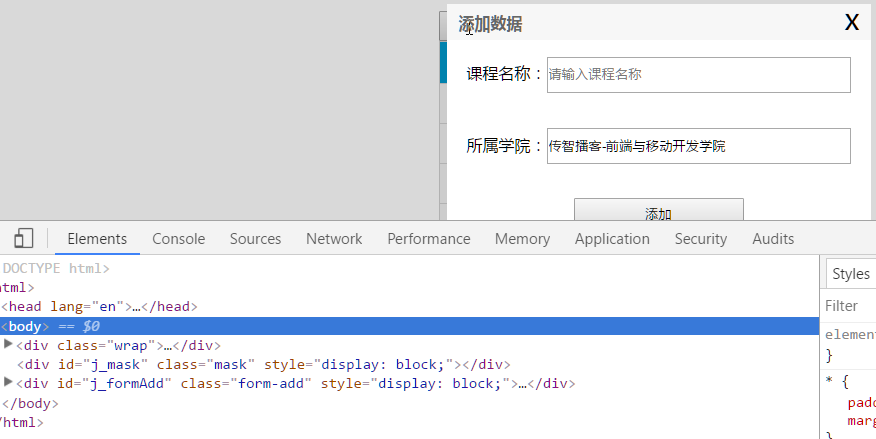 添加数据 X
课程名称： 请输入课程名称
所属学院： 传智播客-前端与移动开发学院
添加
Elements Console Sources Network Performance Memory Application Security Audits
DOCTYPE html>
html> Styles
<head lang="en">…</head> Filter
<body> == $0
<div class="wrap">…</div> element
<div id="j_mask" class="mask" style="display: block;"></div> }
<div id="j_formAdd" class="form-add" style="display: block;">…</div> * {
</body> padd
/html> marg
}